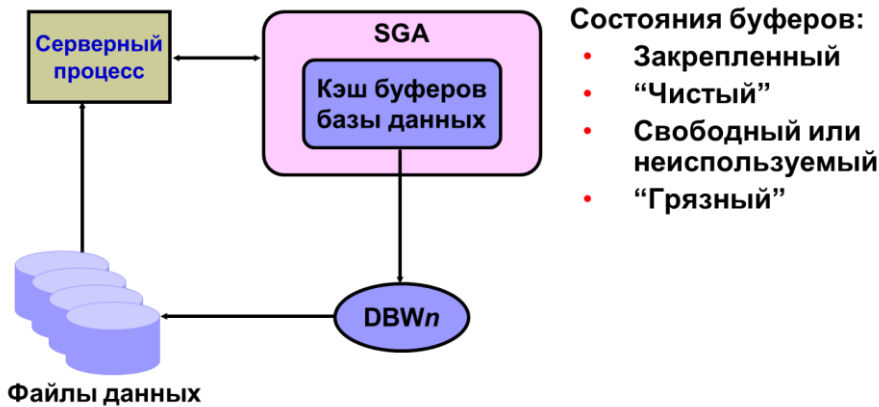 Серверный
процесс
SGA
Кэш буферов
базы данных
DBWn
Файлы данных
Состояния буферов:
• Закрепленный
• “Чистый”
• Свободный или
неиспользуемый
• “Грязный”